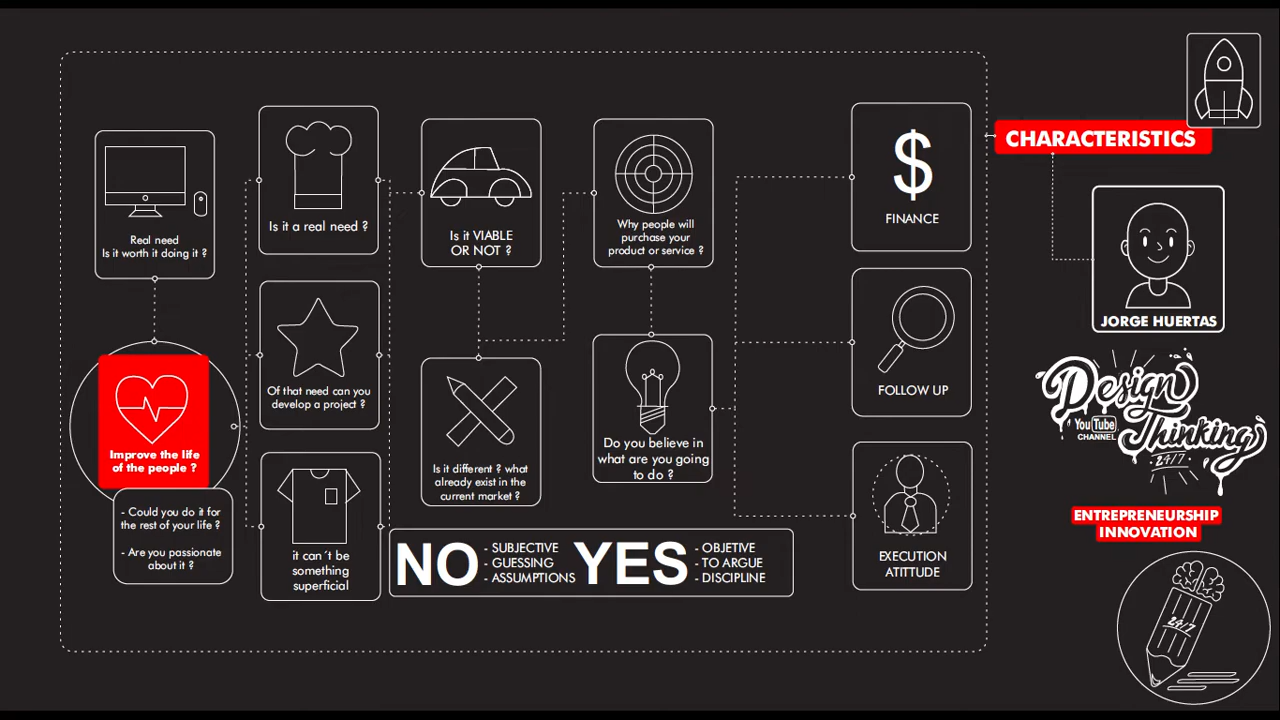 Real need
Is it worth it doing it ?
Improve the life
of the people ?
- Could you do it for
the rest of your life ?
- Are you passionate
about it ?
Is it a real need ?
Of that need can you
develop a project ?
it can´t be
something
superficial
Is it VIABLE
OR NOT ?
Is it different ? what
already exist in the
current market ?
Why people will
purchase your
product or service ?
Do you believe in
what are you going
to do ?
NO
- SUBJECTIVE
- GUESSING
- ASSUMPTIONS
YES
- OBJETIVE
- TO ARGUE
- DISCIPLINE
$
FINANCE
FOLLOW UP
EXECUTION
ATITTUDE
CHARACTERISTICS
JORGE HUERTAS
Design
Thinking
You Tube
CHANNEL
24/7
ENTREPRENEURSHIP
INNOVATION
24/7